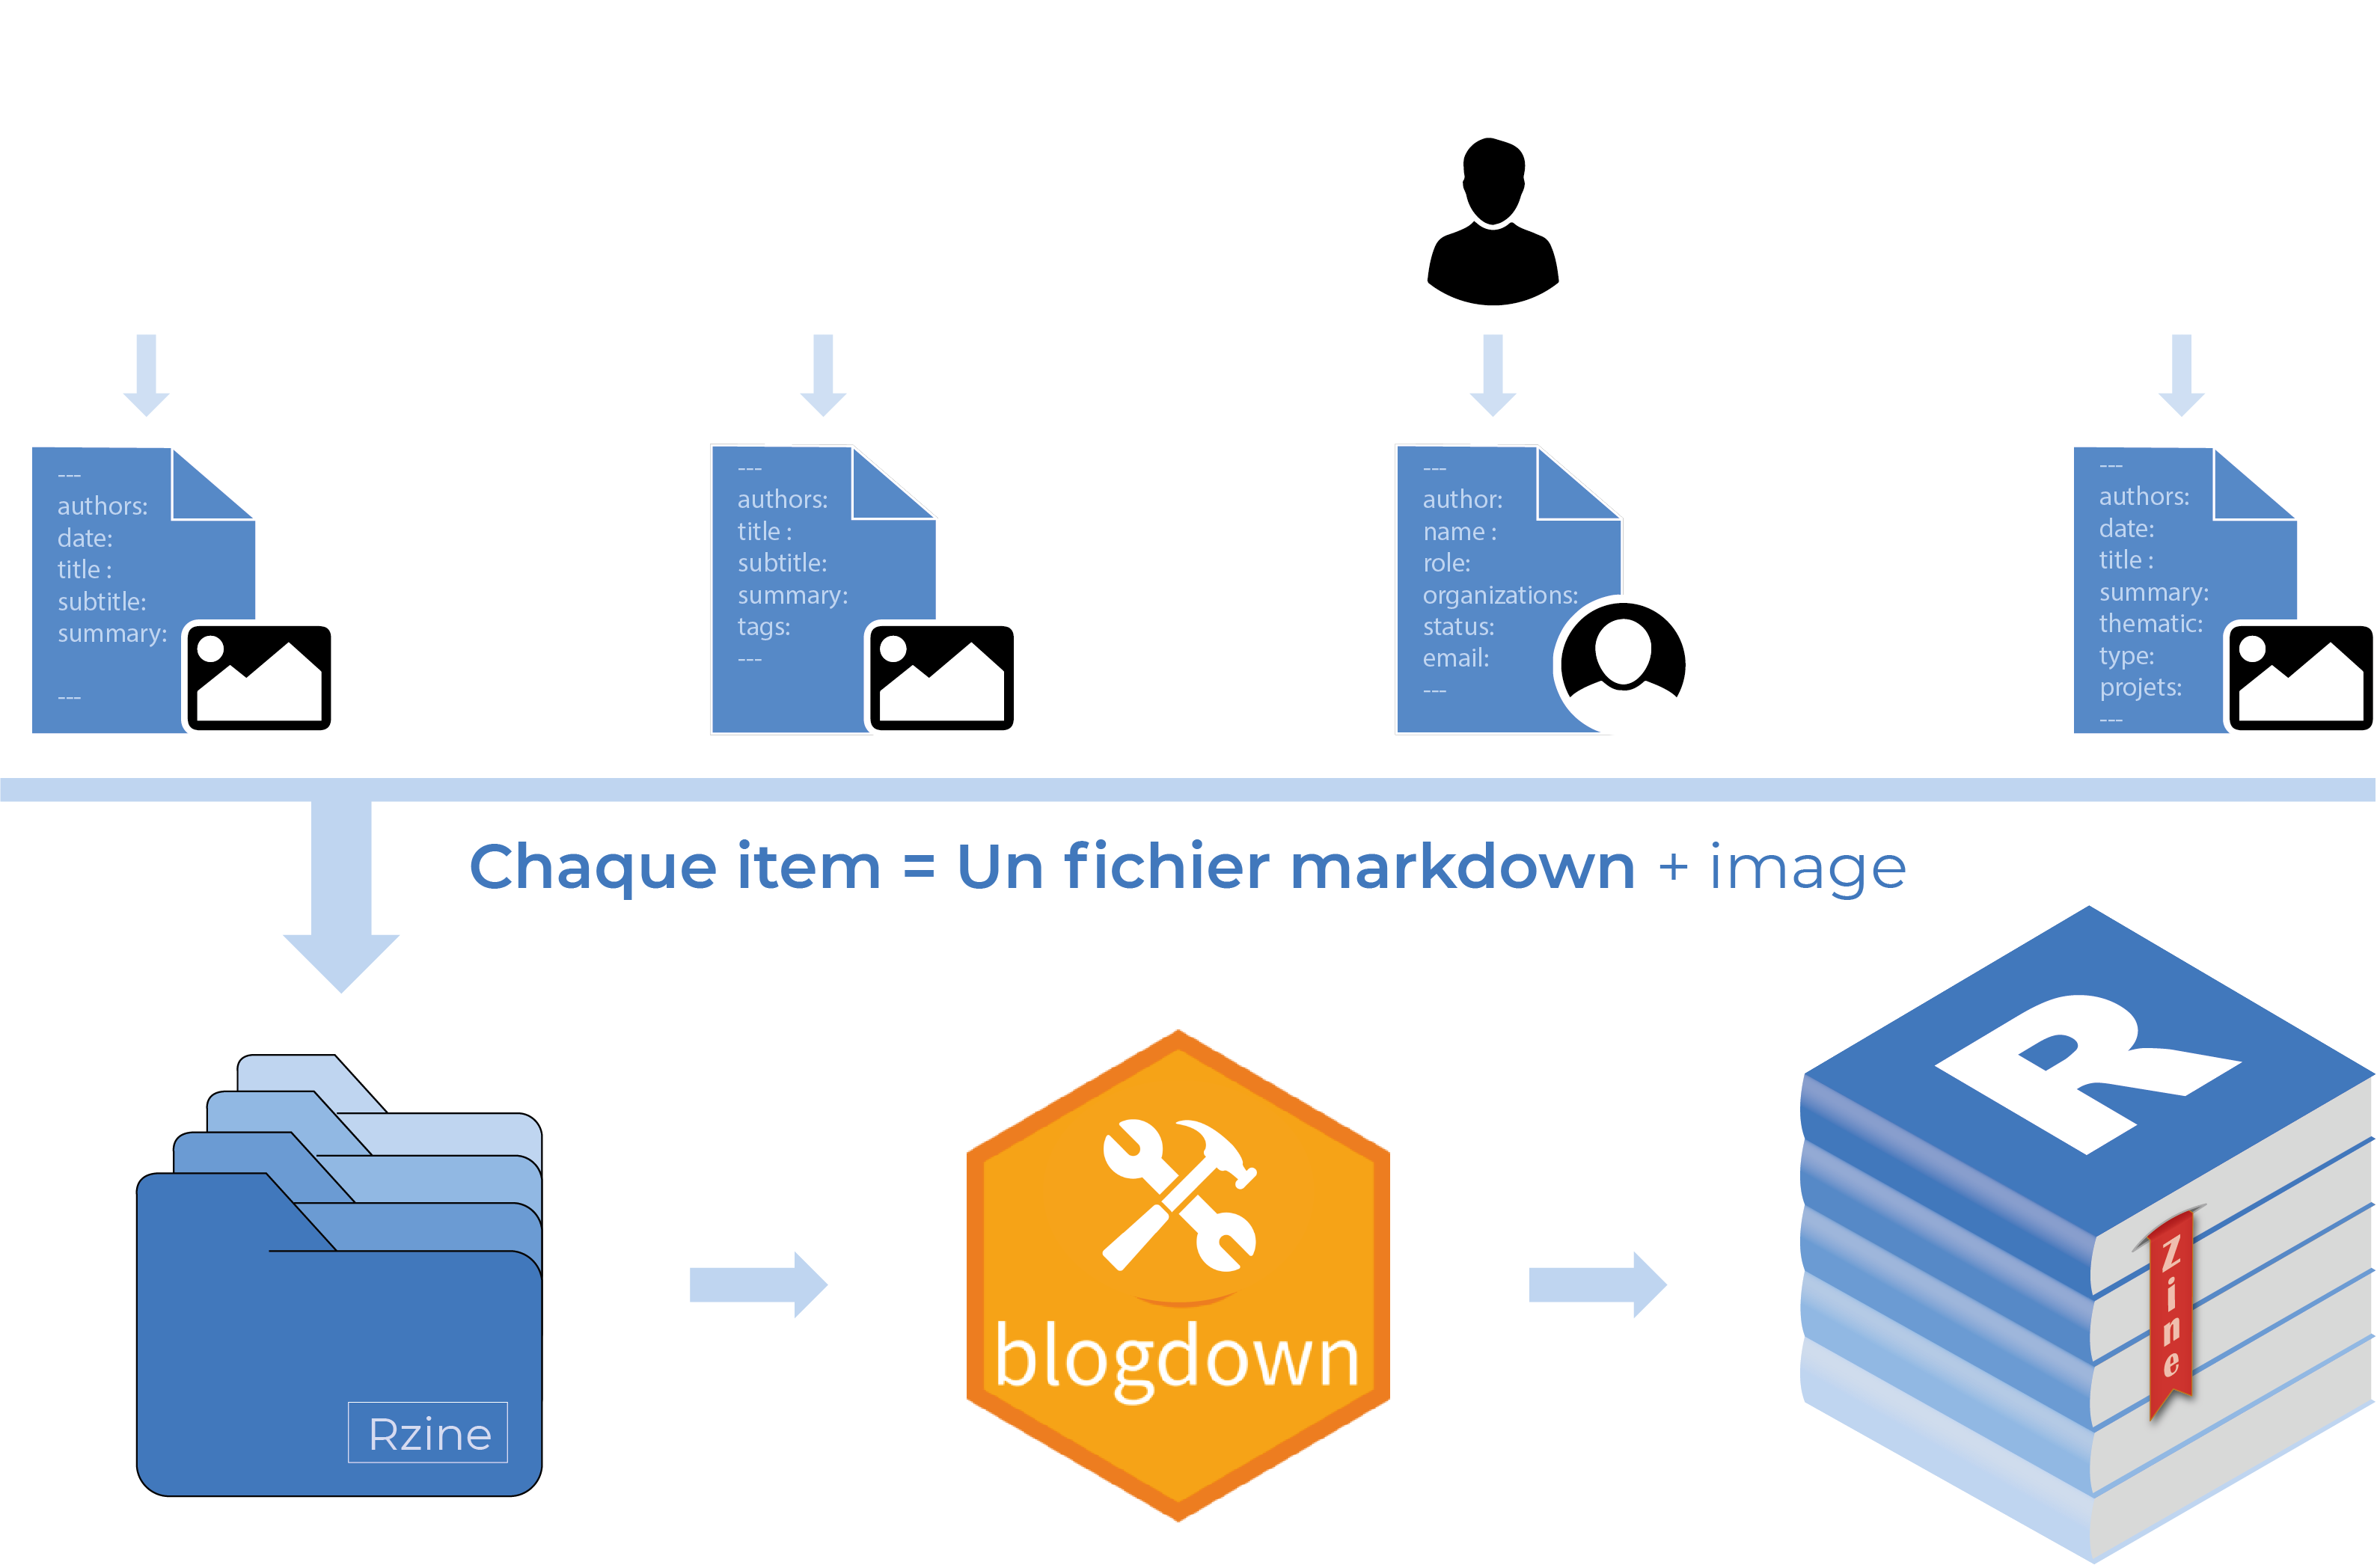 ---
authors:
date:
title :
subtitle:
summary:
---
---
authors:
title :
subtitle:
summary:
tags:
---
---
author:
name :
role:
organizations:
status:
email:
---
---
authors:
date:
title :
summary:
thematic:
type:
projets:
---
Chaque item = Un fichier markdown + image
Rzine
blogdown
R
zine